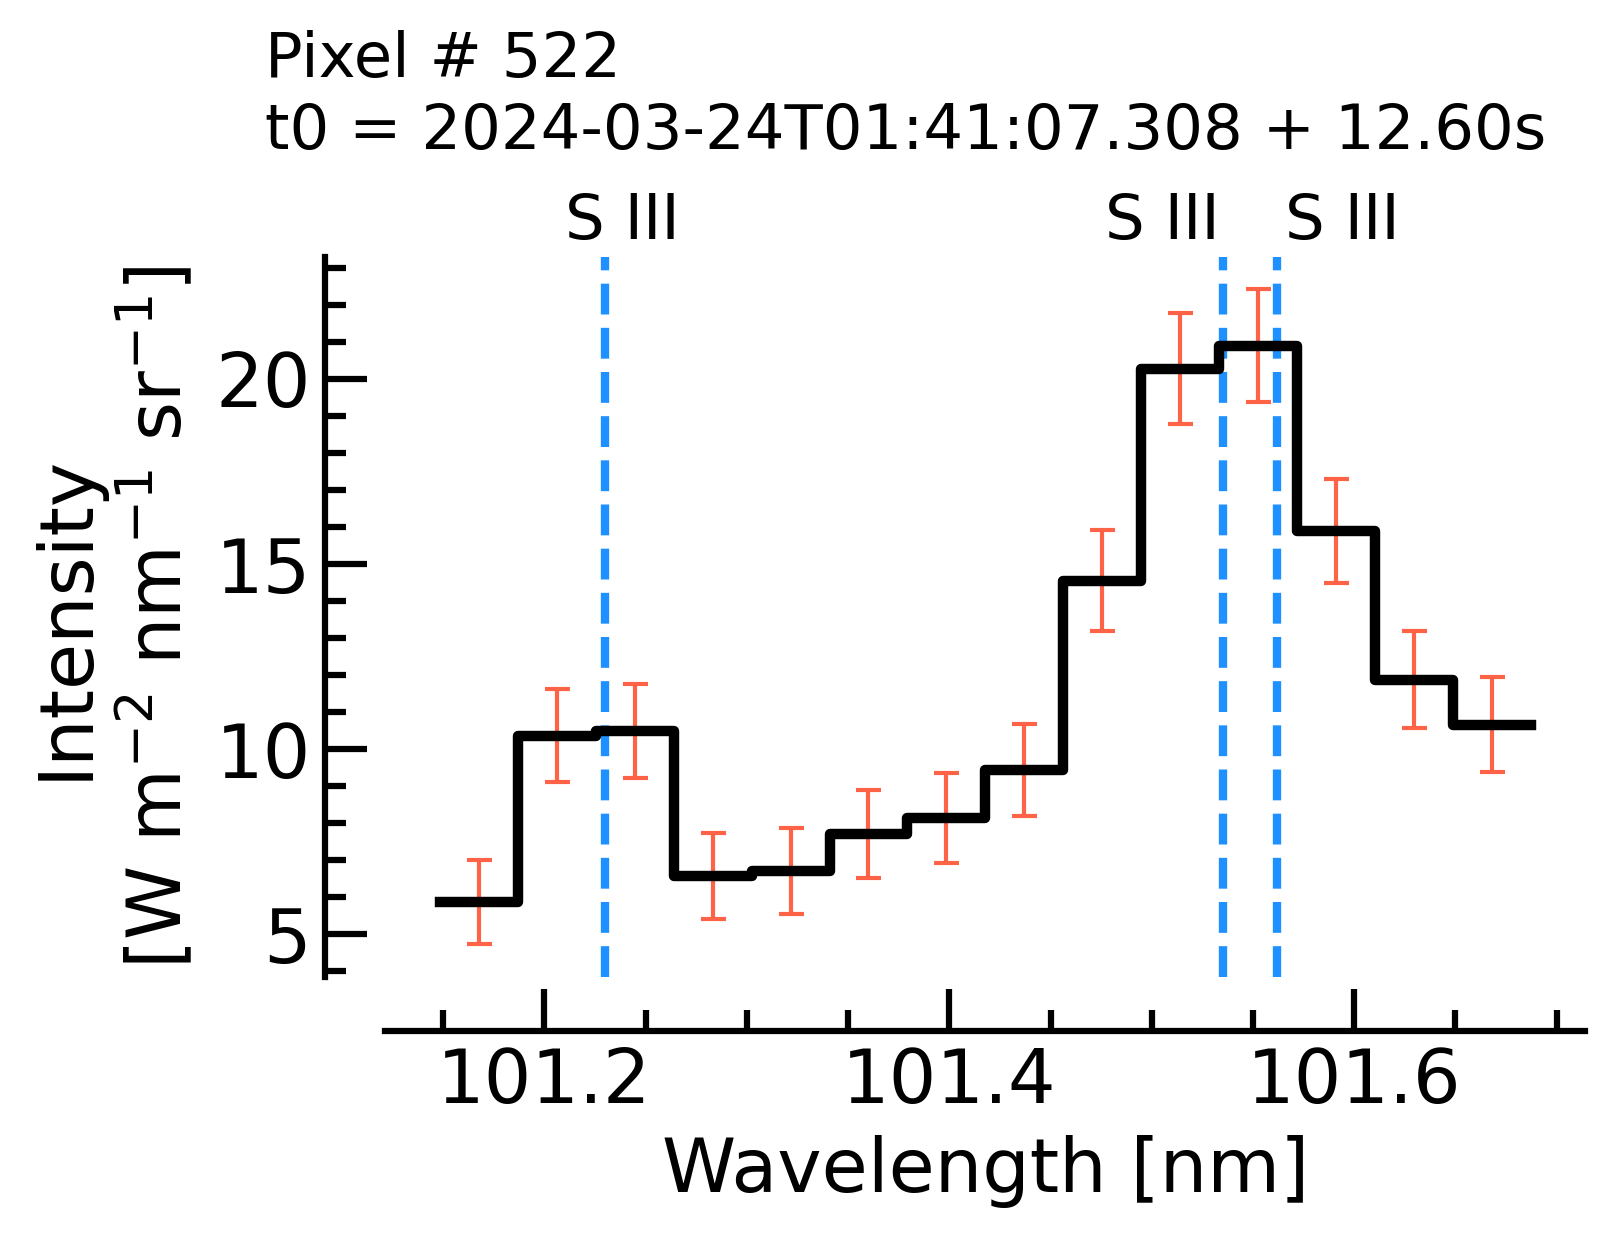 Pixel # 522
t0 = 2024-03-24T01:41:07.308 + 12.60s
S III S III S III
Intensity
[W m⁻² nm⁻¹ sr⁻¹]
20
15
10
5
101.2 101.4 101.6
Wavelength [nm]